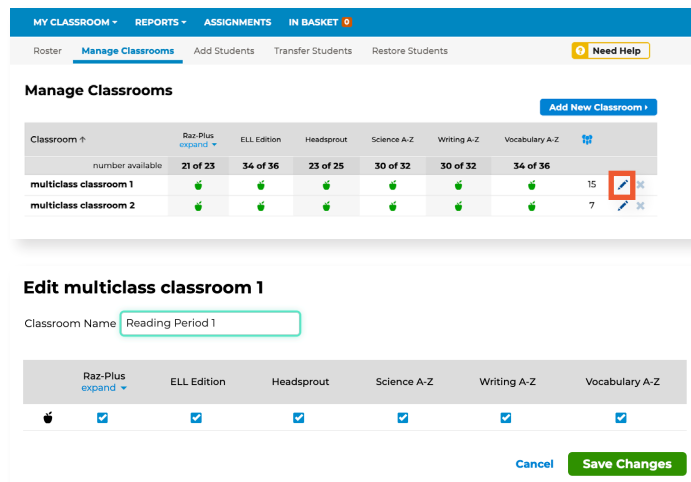 MY CLASSROOM REPORTS ASSIGNMENTS IN BASKET 0
Roster Manage Classrooms Add Students Transfer Students Restore Students ? Need Help
Manage Classrooms
Add New Classroom ›
Classroom ↑ Raz-Plus expand ELL Edition Headsprout Science A-Z Writing A-Z Vocabulary A-Z
number available 21 of 23 34 of 36 23 of 25 30 of 32 30 of 32 34 of 36
multiclass classroom 1 15
multiclass classroom 2 7
Edit multiclass classroom 1
Classroom Name Reading Period 1
Raz-Plus expand ELL Edition Headsprout Science A-Z Writing A-Z Vocabulary A-Z
Cancel Save Changes